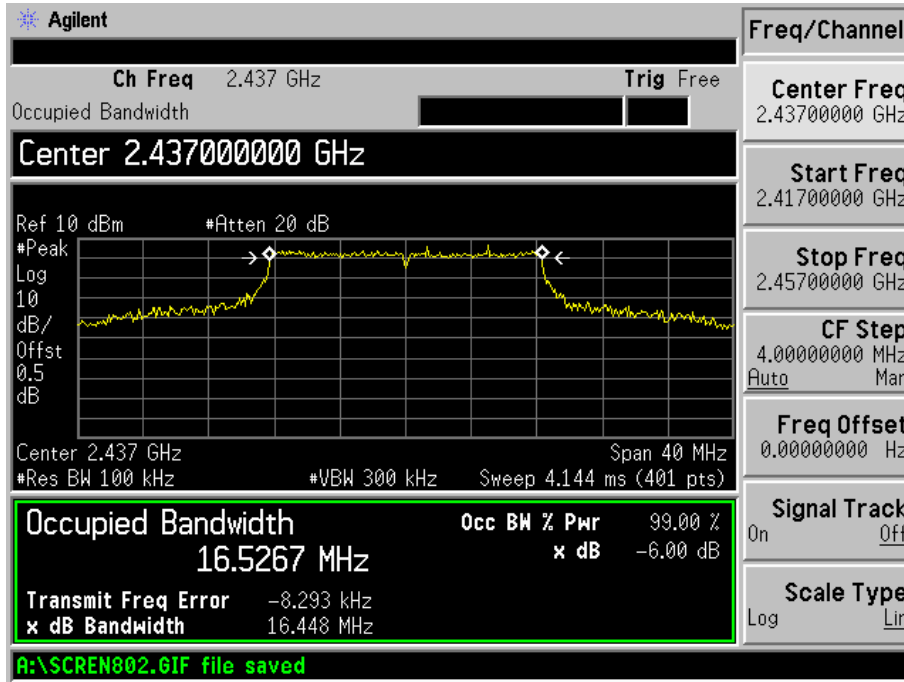 Agilent
Freq/Channel
Ch Freq 2.437 GHz Trig Free
Occupied Bandwidth
Center 2.437000000 GHz
Ref 10 dBm #Atten 20 dB
#Peak
Log
10
dB/
Offst
0.5
dB
Center 2.437 GHz Span 40 MHz
#Res BW 100 kHz #VBW 300 kHz Sweep 4.144 ms (401 pts)
Occupied Bandwidth
16.5267 MHz
Occ BW % Pwr 99.00 %
x dB -6.00 dB
Transmit Freq Error -8.293 kHz
x dB Bandwidth 16.448 MHz
A:\SCREN802.GIF file saved
Center Freq
2.43700000 GHz
Start Freq
2.41700000 GHz
Stop Freq
2.45700000 GHz
CF Step
4.00000000 MHz
Auto Man
Freq Offset
0.00000000 Hz
Signal Track
On Off
Scale Type
Log Lin